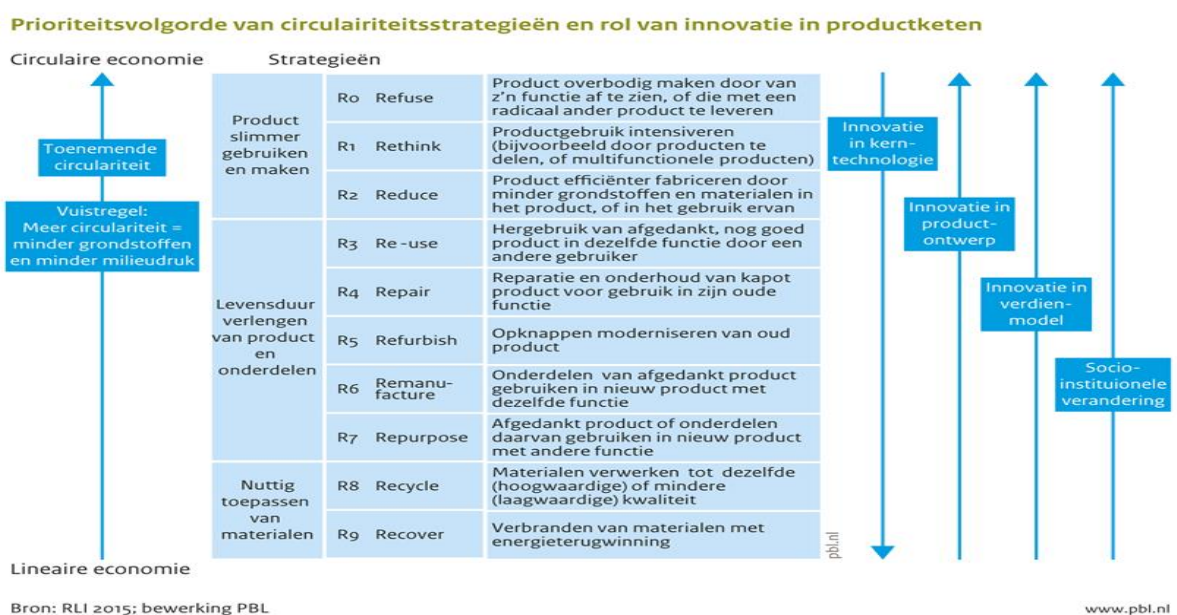 Prioriteitsvolgorde van circulairiteitsstrategieën en rol van innovatie in productketen
Circulaire economie
Strategieën
Toenemende
circulariteit
Vuistregel:
Meer circulariteit =
minder grondstoffen
en minder milieudruk
Lineaire economie
Product
slimmer
gebruiken
en maken
R0 Refuse
Product overbodig maken door van
z'n functie af te zien, of die met een
radicaal ander product te leveren
R1 Rethink
Productgebruik intensiveren
(bijvoorbeeld door producten te
delen, of multifunctionele producten)
R2 Reduce
Product efficiënter fabriceren door
minder grondstoffen en materialen in
het product, of in het gebruik ervan
Levensduur
verlengen
van product
en
onderdelen
R3 Re-use
Hergebruik van afgedankt, nog goed
product in dezelfde functie door een
andere gebruiker
R4 Repair
Reparatie en onderhoud van kapot
product voor gebruik in zijn oude
functie
R5 Refurbish
Opknappen moderniseren van oud
product
R6 Remanu-
facture
Onderdelen van afgedankt product
gebruiken in nieuw product met
dezelfde functie
R7 Repurpose
Afgedankt product of onderdelen
daarvan gebruiken in nieuw product
met andere functie
Nuttig
toepassen
van
materialen
R8 Recycle
Materialen verwerken tot dezelfde
(hoogwaardige) of mindere
(laagwaardige) kwaliteit
R9 Recover
Verbranden van materialen met
energieterugwinning
pbl.nl
Innovatie
in kern-
technologie
Innovatie in
product-
ontwerp
Innovatie in
verdien-
model
Socio-
instituionele
verandering
Bron: RLI 2015; bewerking PBL
www.pbl.nl